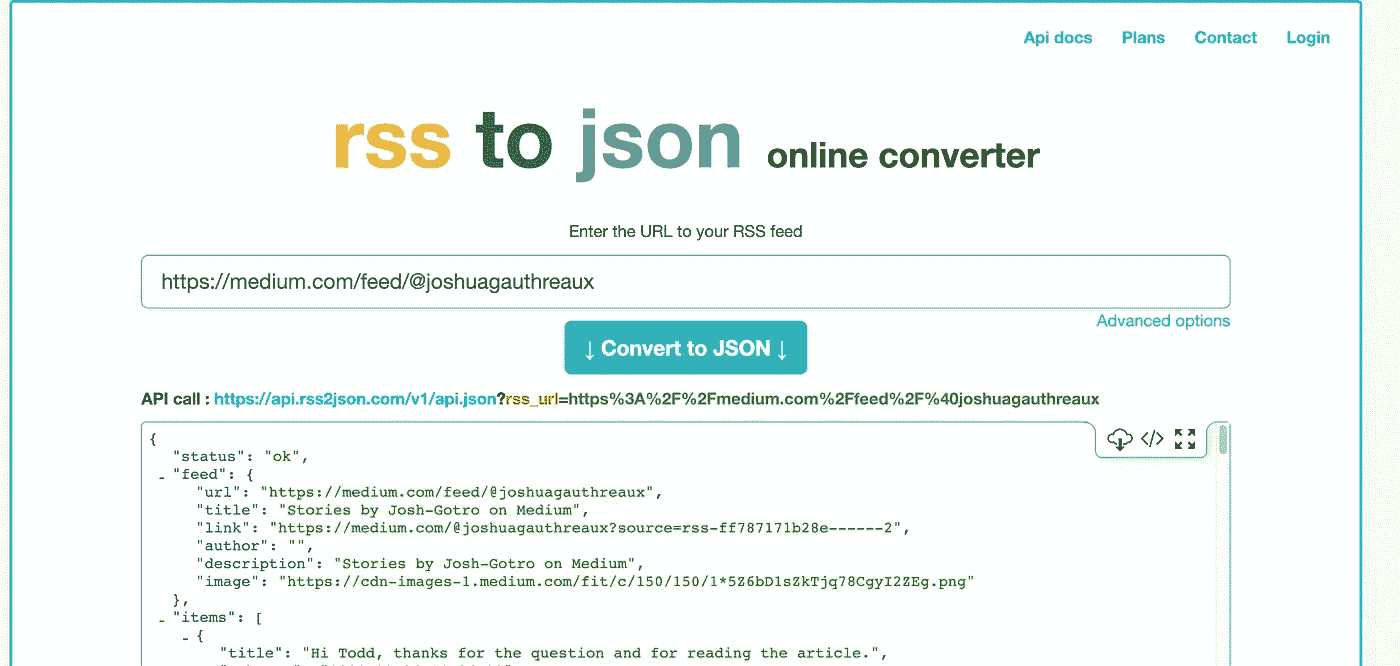 Api docs Plans Contact Login
rss to json online converter
Enter the URL to your RSS feed
https://medium.com/feed/@joshuagauthreaux
Advanced options
↓ Convert to JSON ↓
API call : https://api.rss2json.com/v1/api.json?rss_url=https%3A%2F%2Fmedium.com%2Ffeed%2F%40joshuagauthreaux
{
"status": "ok",
"feed": {
"url": "https://medium.com/feed/@joshuagauthreaux",
"title": "Stories by Josh-Gotro on Medium",
"link": "https://medium.com/@joshuagauthreaux?source=rss-ff787171b28e------2",
"author": "",
"description": "Stories by Josh-Gotro on Medium",
"image": "https://cdn-images-1.medium.com/fit/c/150/150/1*5Z6bD1sZkTjq78CgyI2ZEg.png"
},
"items": [
{
"title": "Hi Todd, thanks for the question and for reading the article.",